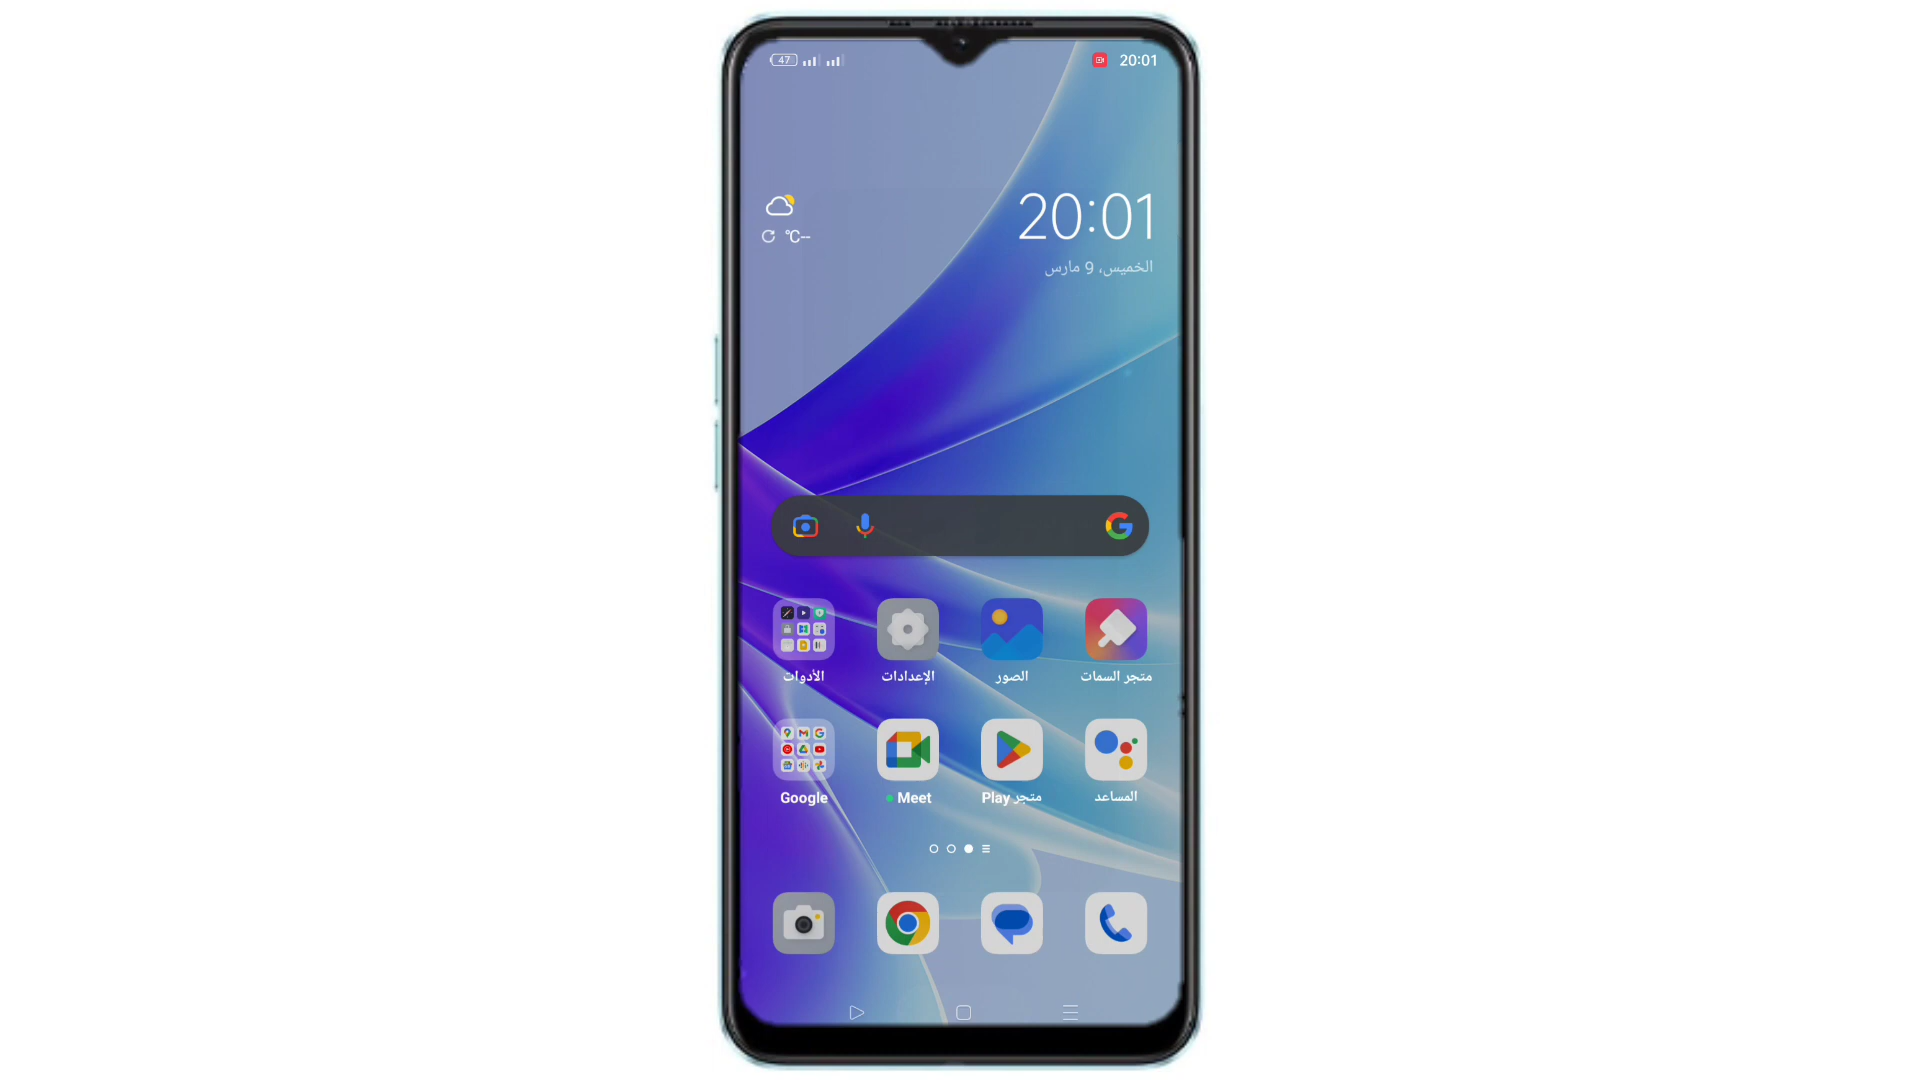 47
20:01
20:01
℃--
الخميس، 9 مارس
متجر السمات
الصور
الإعدادات
الأدوات
المساعد
متجر Play
Meet
Google